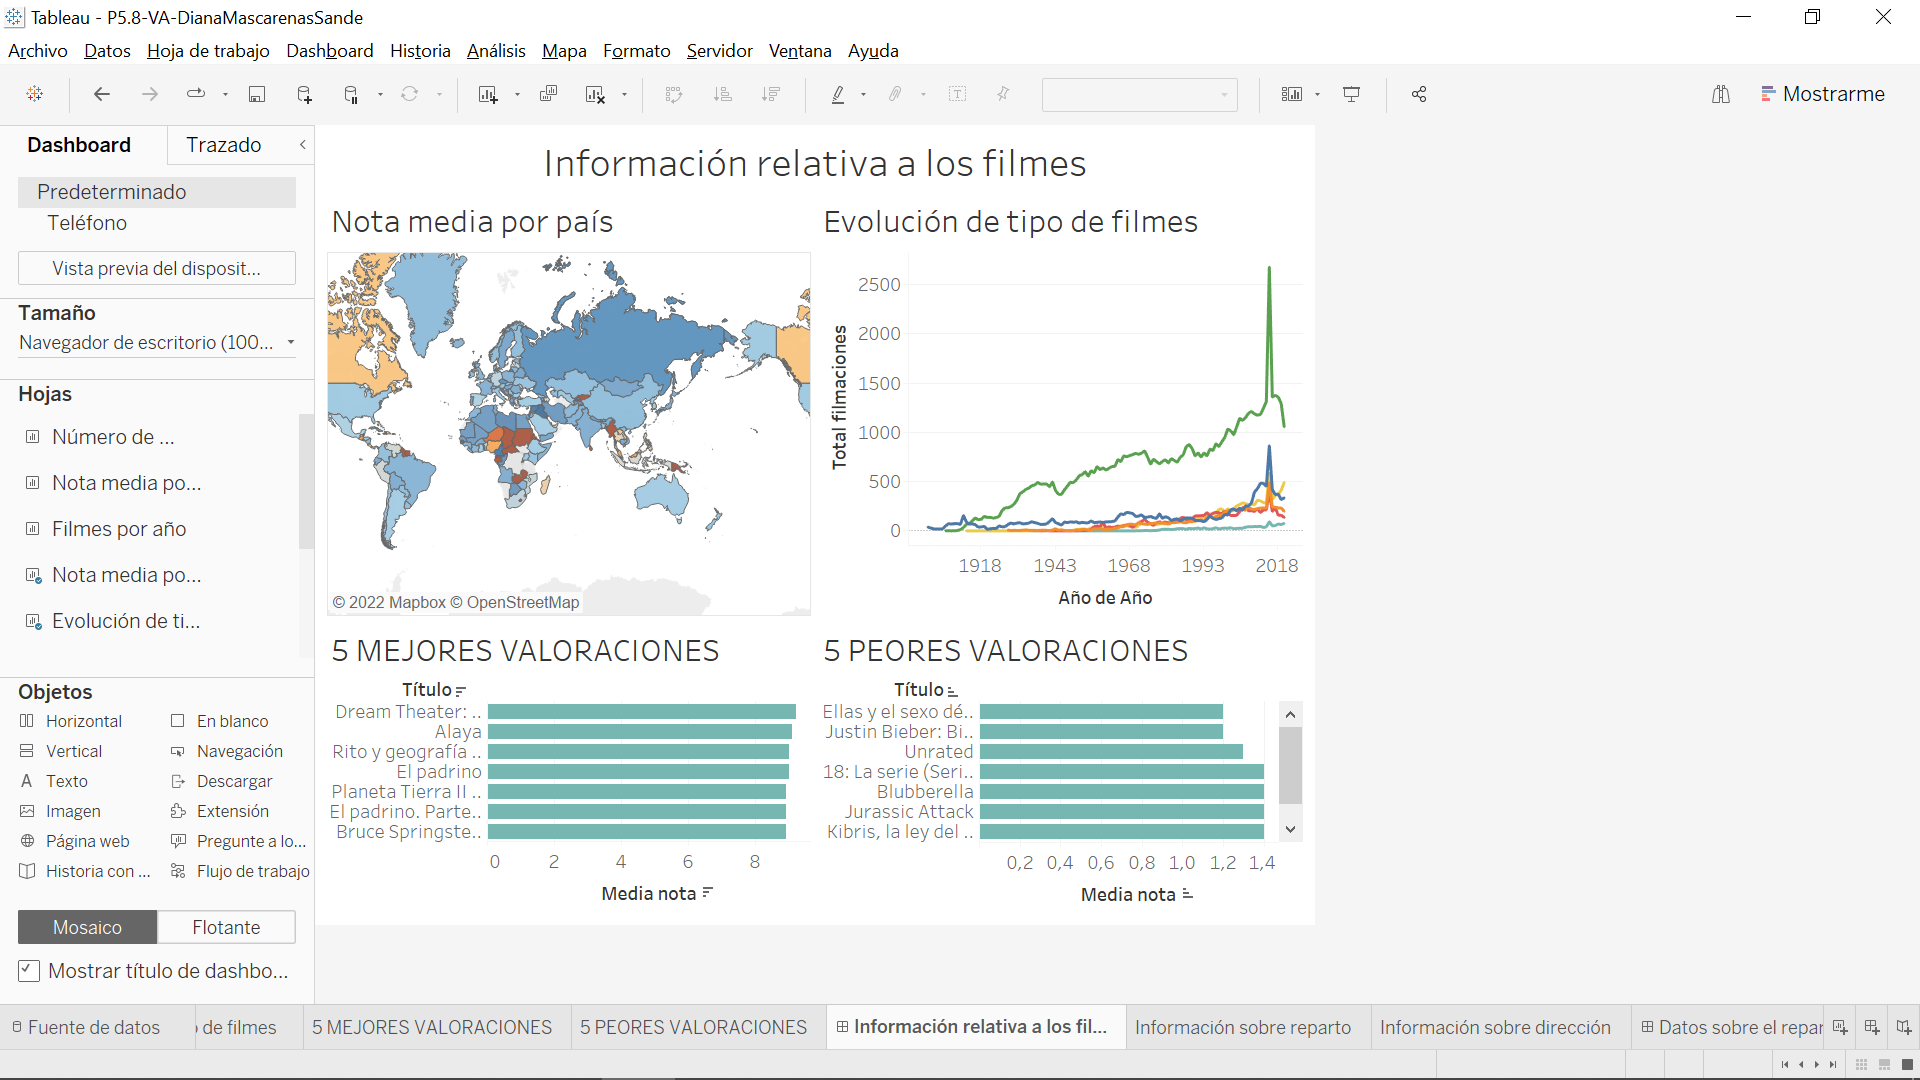 Tableau - P5.8-VA-DianaMascarenasSande
Archivo Datos Hoja de trabajo Dashboard Historia Análisis Mapa Formato Servidor Ventana Ayuda
Mostrarme
Dashboard Trazado
Predeterminado
Teléfono
Vista previa del disposit...
Tamaño
Navegador de escritorio (100...
Hojas
Número de ...
Nota media po...
Filmes por año
Nota media po...
Evolución de ti...
Objetos
Horizontal En blanco
Vertical Navegación
A Texto Descargar
Imagen Extensión
Página web Pregunte a lo...
Historia con ... Flujo de trabajo
Mosaico Flotante
Mostrar título de dashbo...
Información relativa a los filmes
Nota media por país
© 2022 Mapbox © OpenStreetMap
Evolución de tipo de filmes
Total filmaciones
2500
2000
1500
1000
500
0
1918 1943 1968 1993 2018
Año de Año
5 MEJORES VALORACIONES
Título
Dream Theater: ..
Alaya
Rito y geografía ..
El padrino
Planeta Tierra II ..
El padrino. Parte..
Bruce Springste..
0 2 4 6 8
Media nota
5 PEORES VALORACIONES
Título
Ellas y el sexo dé..
Justin Bieber: Bi..
Unrated
18: La serie (Seri..
Blubberella
Jurassic Attack
Kibris, la ley del ..
0,2 0,4 0,6 0,8 1,0 1,2 1,4
Media nota
Fuente de datos de filmes 5 MEJORES VALORACIONES 5 PEORES VALORACIONES Información relativa a los fil... Información sobre reparto Información sobre dirección Datos sobre el repar